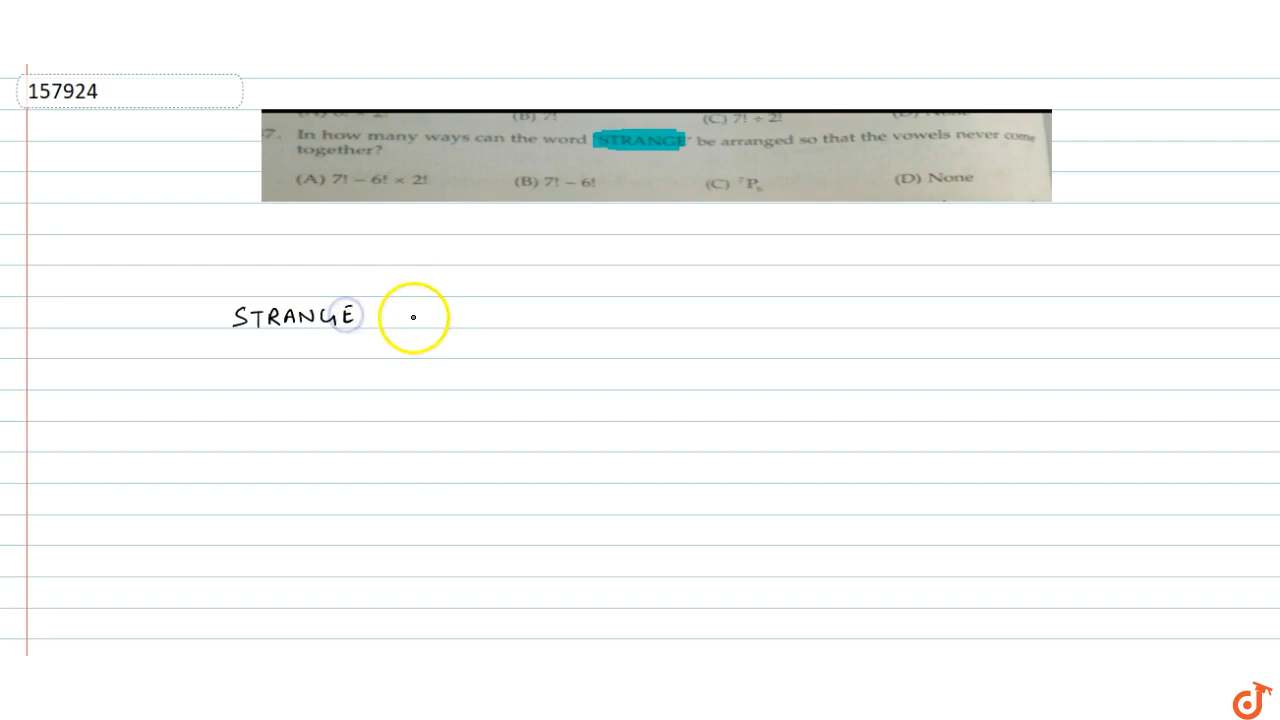 157924
(B) 7! (C) 7! ÷ 2! (D) None
7. In how many ways can the word 'STRANGE' be arranged so that the vowels never come
together?
(A) 7! – 6! × 2! (B) 7! – 6! (C) ⁷P₆ (D) None
STRANGE